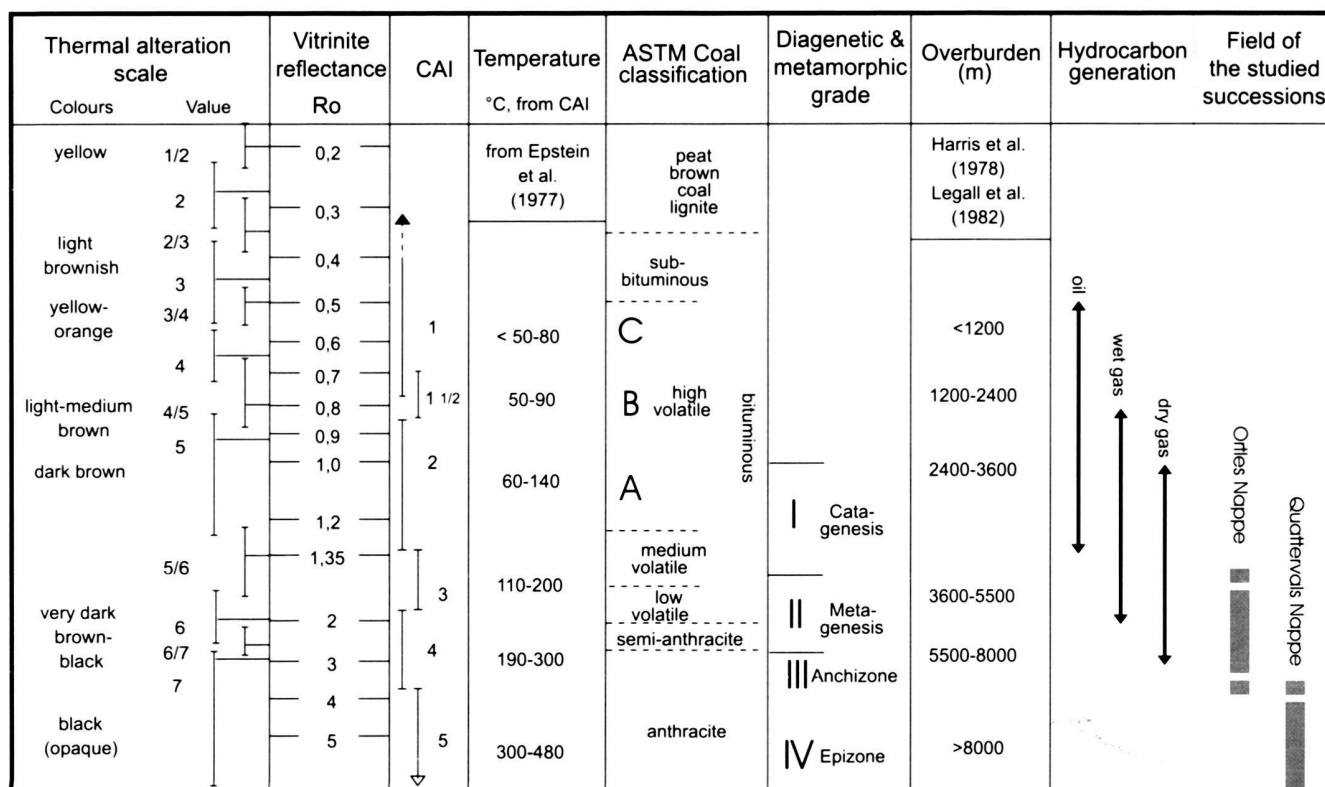 Thermal alteration
scale
Colours
Value
Vitrinite
reflectance
Ro
CAI
Temperature
°C, from CAI
ASTM Coal
classification
Diagenetic &
metamorphic
grade
Overburden
(m)
Hydrocarbon
generation
Field of
the studied
successions
yellow
light
brownish
yellow-
orange
light-medium
brown
dark brown
very dark
brown-
black
black
(opaque)
1/2
2
2/3
3
3/4
4
4/5
5
5/6
6
6/7
7
0,2
0,3
0,4
0,5
0,6
0,7
0,8
0,9
1,0
1,2
1,35
2
3
4
5
1
1 1/2
2
3
4
5
from Epstein
et al.
(1977)
< 50-80
50-90
60-140
110-200
190-300
300-480
peat
brown
coal
lignite
sub-
bituminous
C
B
A
high
volatile
bituminous
medium
volatile
low
volatile
semi-anthracite
anthracite
I Cata-
genesis
II Meta-
genesis
III Anchizone
IV Epizone
Harris et al.
(1978)
Legall et al.
(1982)
<1200
1200-2400
2400-3600
3600-5500
5500-8000
>8000
oil
wet gas
dry gas
Ortles Nappe
Quattervals Nappe